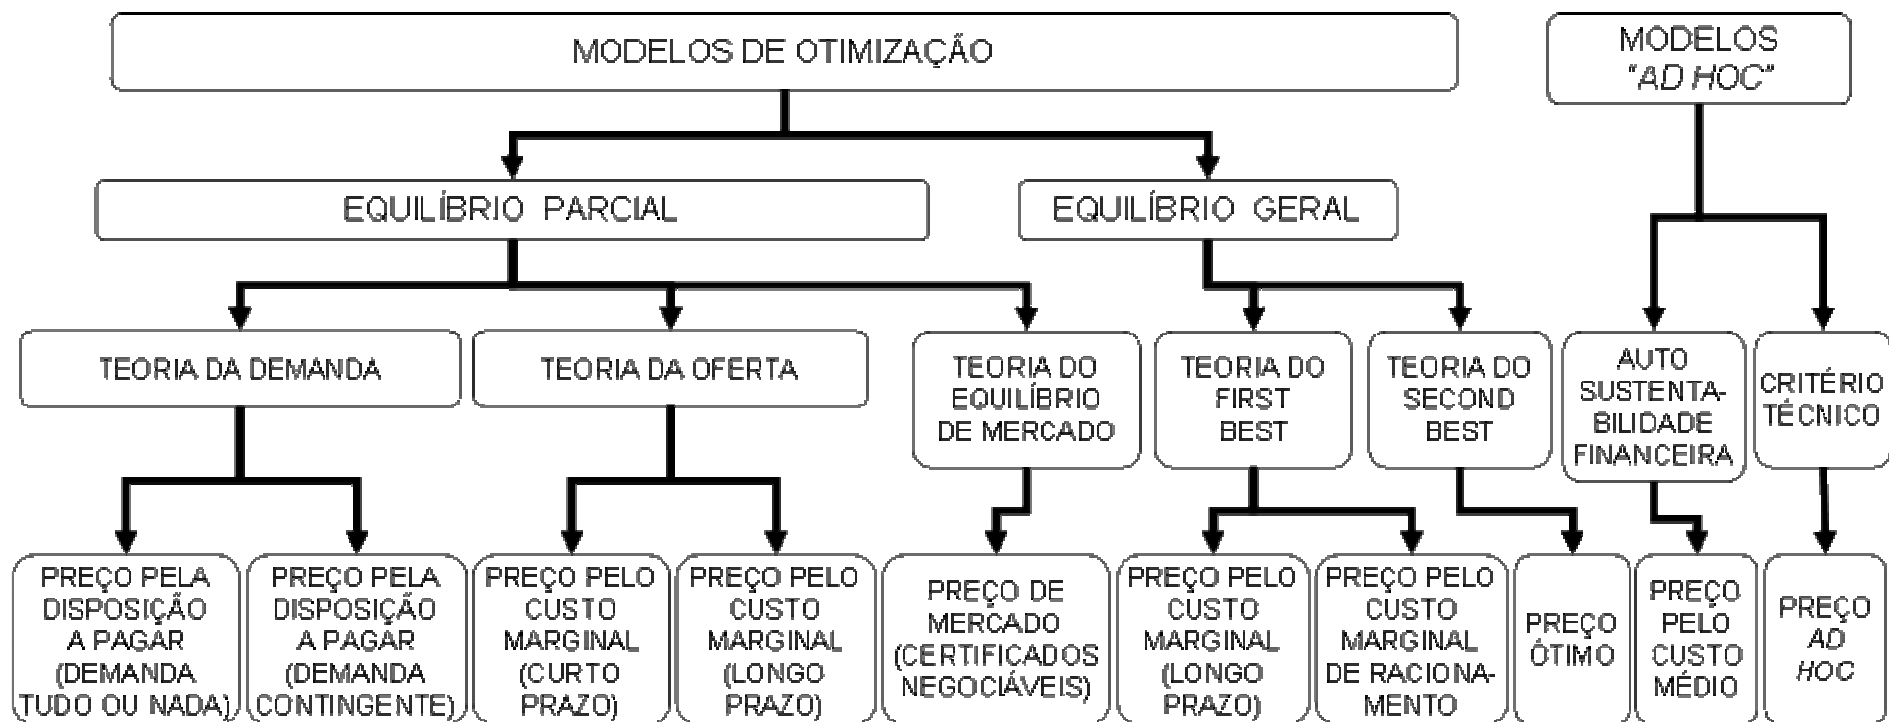 MODELOS DE OTIMIZAÇÃO
MODELOS
"AD HOC"
EQUILÍBRIO PARCIAL
EQUILÍBRIO GERAL
TEORIA DA DEMANDA
TEORIA DA OFERTA
TEORIA DO
EQUILÍBRIO
DE MERCADO
TEORIA DO
FIRST
BEST
TEORIA DO
SECOND
BEST
AUTO
SUSTENTA-
BILIDADE
FINANCEIRA
CRITÉRIO
TÉCNICO
PREÇO PELA
DISPOSIÇÃO
A PAGAR
(DEMANDA
TUDO OU NADA)
PREÇO PELA
DISPOSIÇÃO
A PAGAR
(DEMANDA
CONTINGENTE)
PREÇO PELO
CUSTO
MARGINAL
(CURTO
PRAZO)
PREÇO PELO
CUSTO
MARGINAL
(LONGO
PRAZO)
PREÇO DE
MERCADO
(CERTIFICADOS
NEGOCIÁVEIS)
PREÇO PELO
CUSTO
MARGINAL
(LONGO
PRAZO)
PREÇO PELO
CUSTO
MARGINAL
DE RACIONA-
MENTO
PREÇO
ÓTIMO
PREÇO
PELO
CUSTO
MÉDIO
PREÇO
AD
HOC